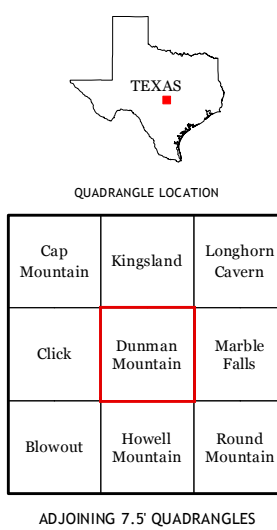 TEXAS
QUADRANGLE LOCATION
Cap
Mountain
Kingsland
Longhorn
Cavern
Click
Dunman
Mountain
Marble
Falls
Blowout
Howell
Mountain
Round
Mountain
ADJOINING 7.5' QUADRANGLES